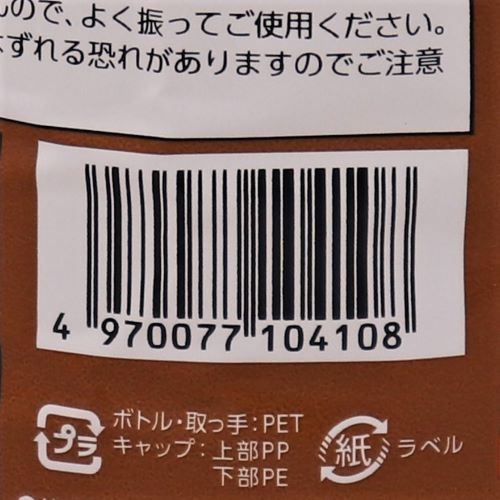 ので、よく振ってご使用ください。
はずれる恐れがありますのでご注意
4 970077 104108
プラ ボトル・取っ手：PET
キャップ：上部PP
下部PE
紙 ラベル